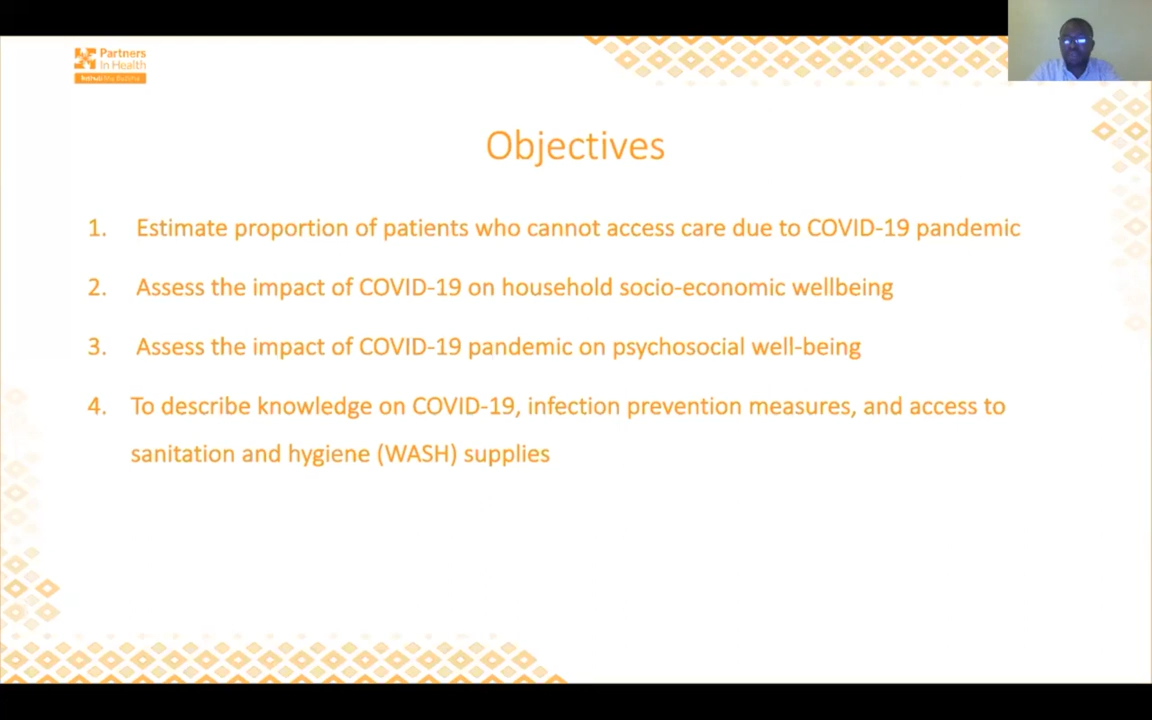 Partners
In Health
Objectives
1. Estimate proportion of patients who cannot access care due to COVID-19 pandemic
2. Assess the impact of COVID-19 on household socio-economic wellbeing
3. Assess the impact of COVID-19 pandemic on psychosocial well-being
4. To describe knowledge on COVID-19, infection prevention measures, and access to
sanitation and hygiene (WASH) supplies